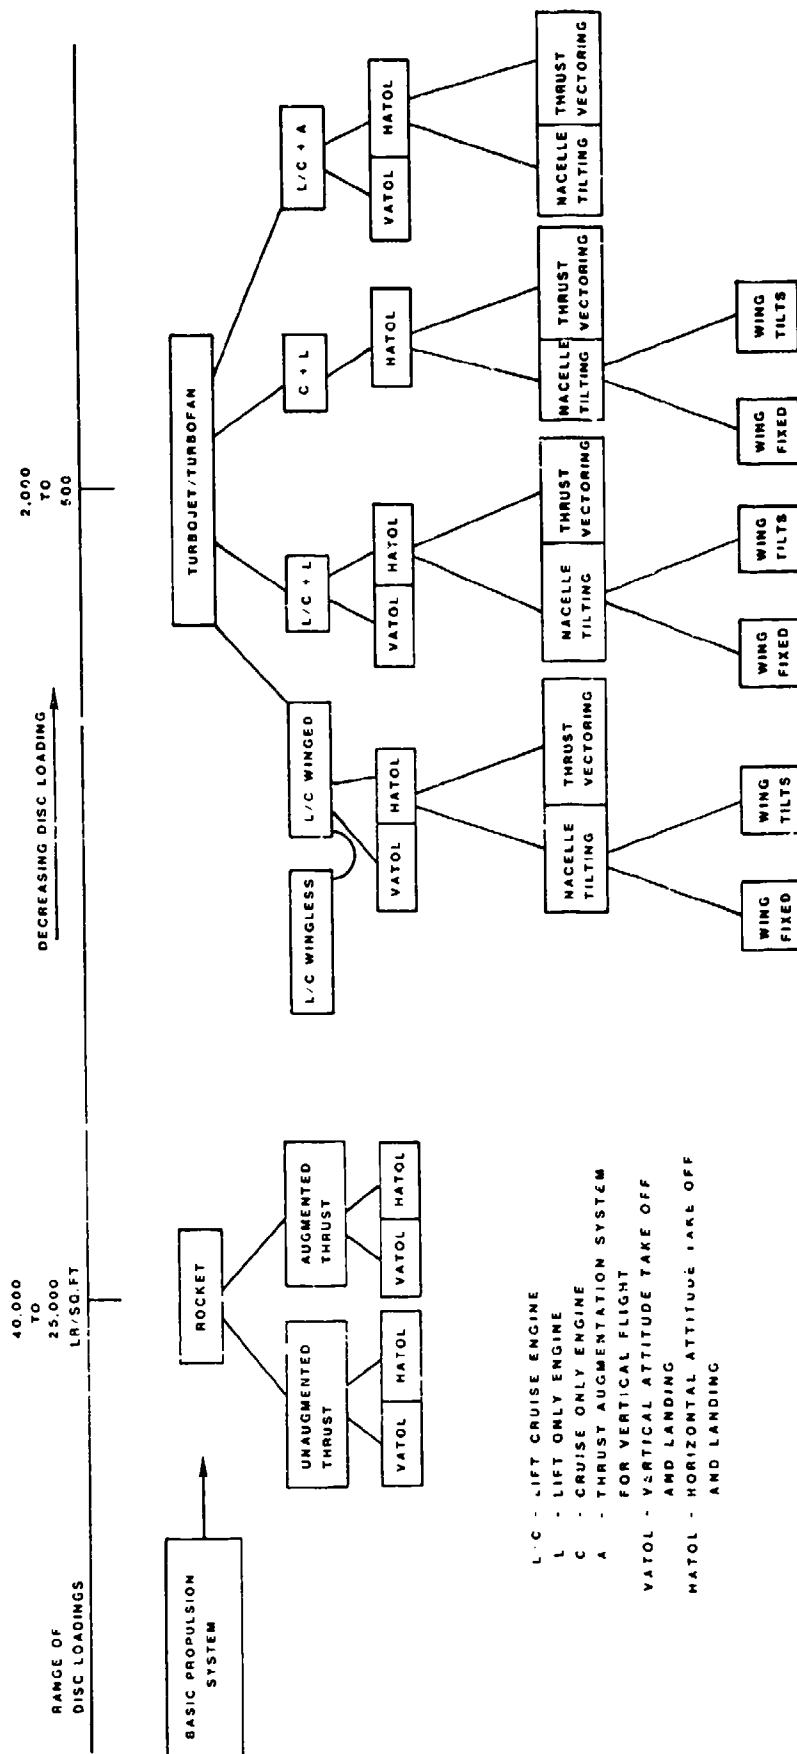 RANGE OF
DISC LOADINGS
40,000
TO
25,000
LB/SQ.FT
DECREASING DISC LOADING
2,000
TO
500
BASIC PROPULSION
SYSTEM
ROCKET
TURBOJET/TURBOFAN
UNAUGMENTED
THRUST
AUGMENTED
THRUST
L/C WINGLESS
L/C WINGED
L/C + L
C + L
L/C + A
VATOL
HATOL
VATOL
HATOL
VATOL
HATOL
VATOL
HATOL
HATOL
VATOL
HATOL
NACELLE
TILTING
THRUST
VECTORING
NACELLE
TILTING
THRUST
VECTORING
NACELLE
TILTING
THRUST
VECTORING
NACELLE
TILTING
THRUST
VECTORING
WING
FIXED
WING
TILTS
WING
FIXED
WING
TILTS
WING
FIXED
WING
TILTS
L/C - LIFT CRUISE ENGINE
L - LIFT ONLY ENGINE
C - CRUISE ONLY ENGINE
A - THRUST AUGMENTATION SYSTEM
FOR VERTICAL FLIGHT
VATOL - VERTICAL ATTITUDE TAKE OFF
AND LANDING
HATOL - HORIZONTAL ATTITUDE TAKE OFF
AND LANDING